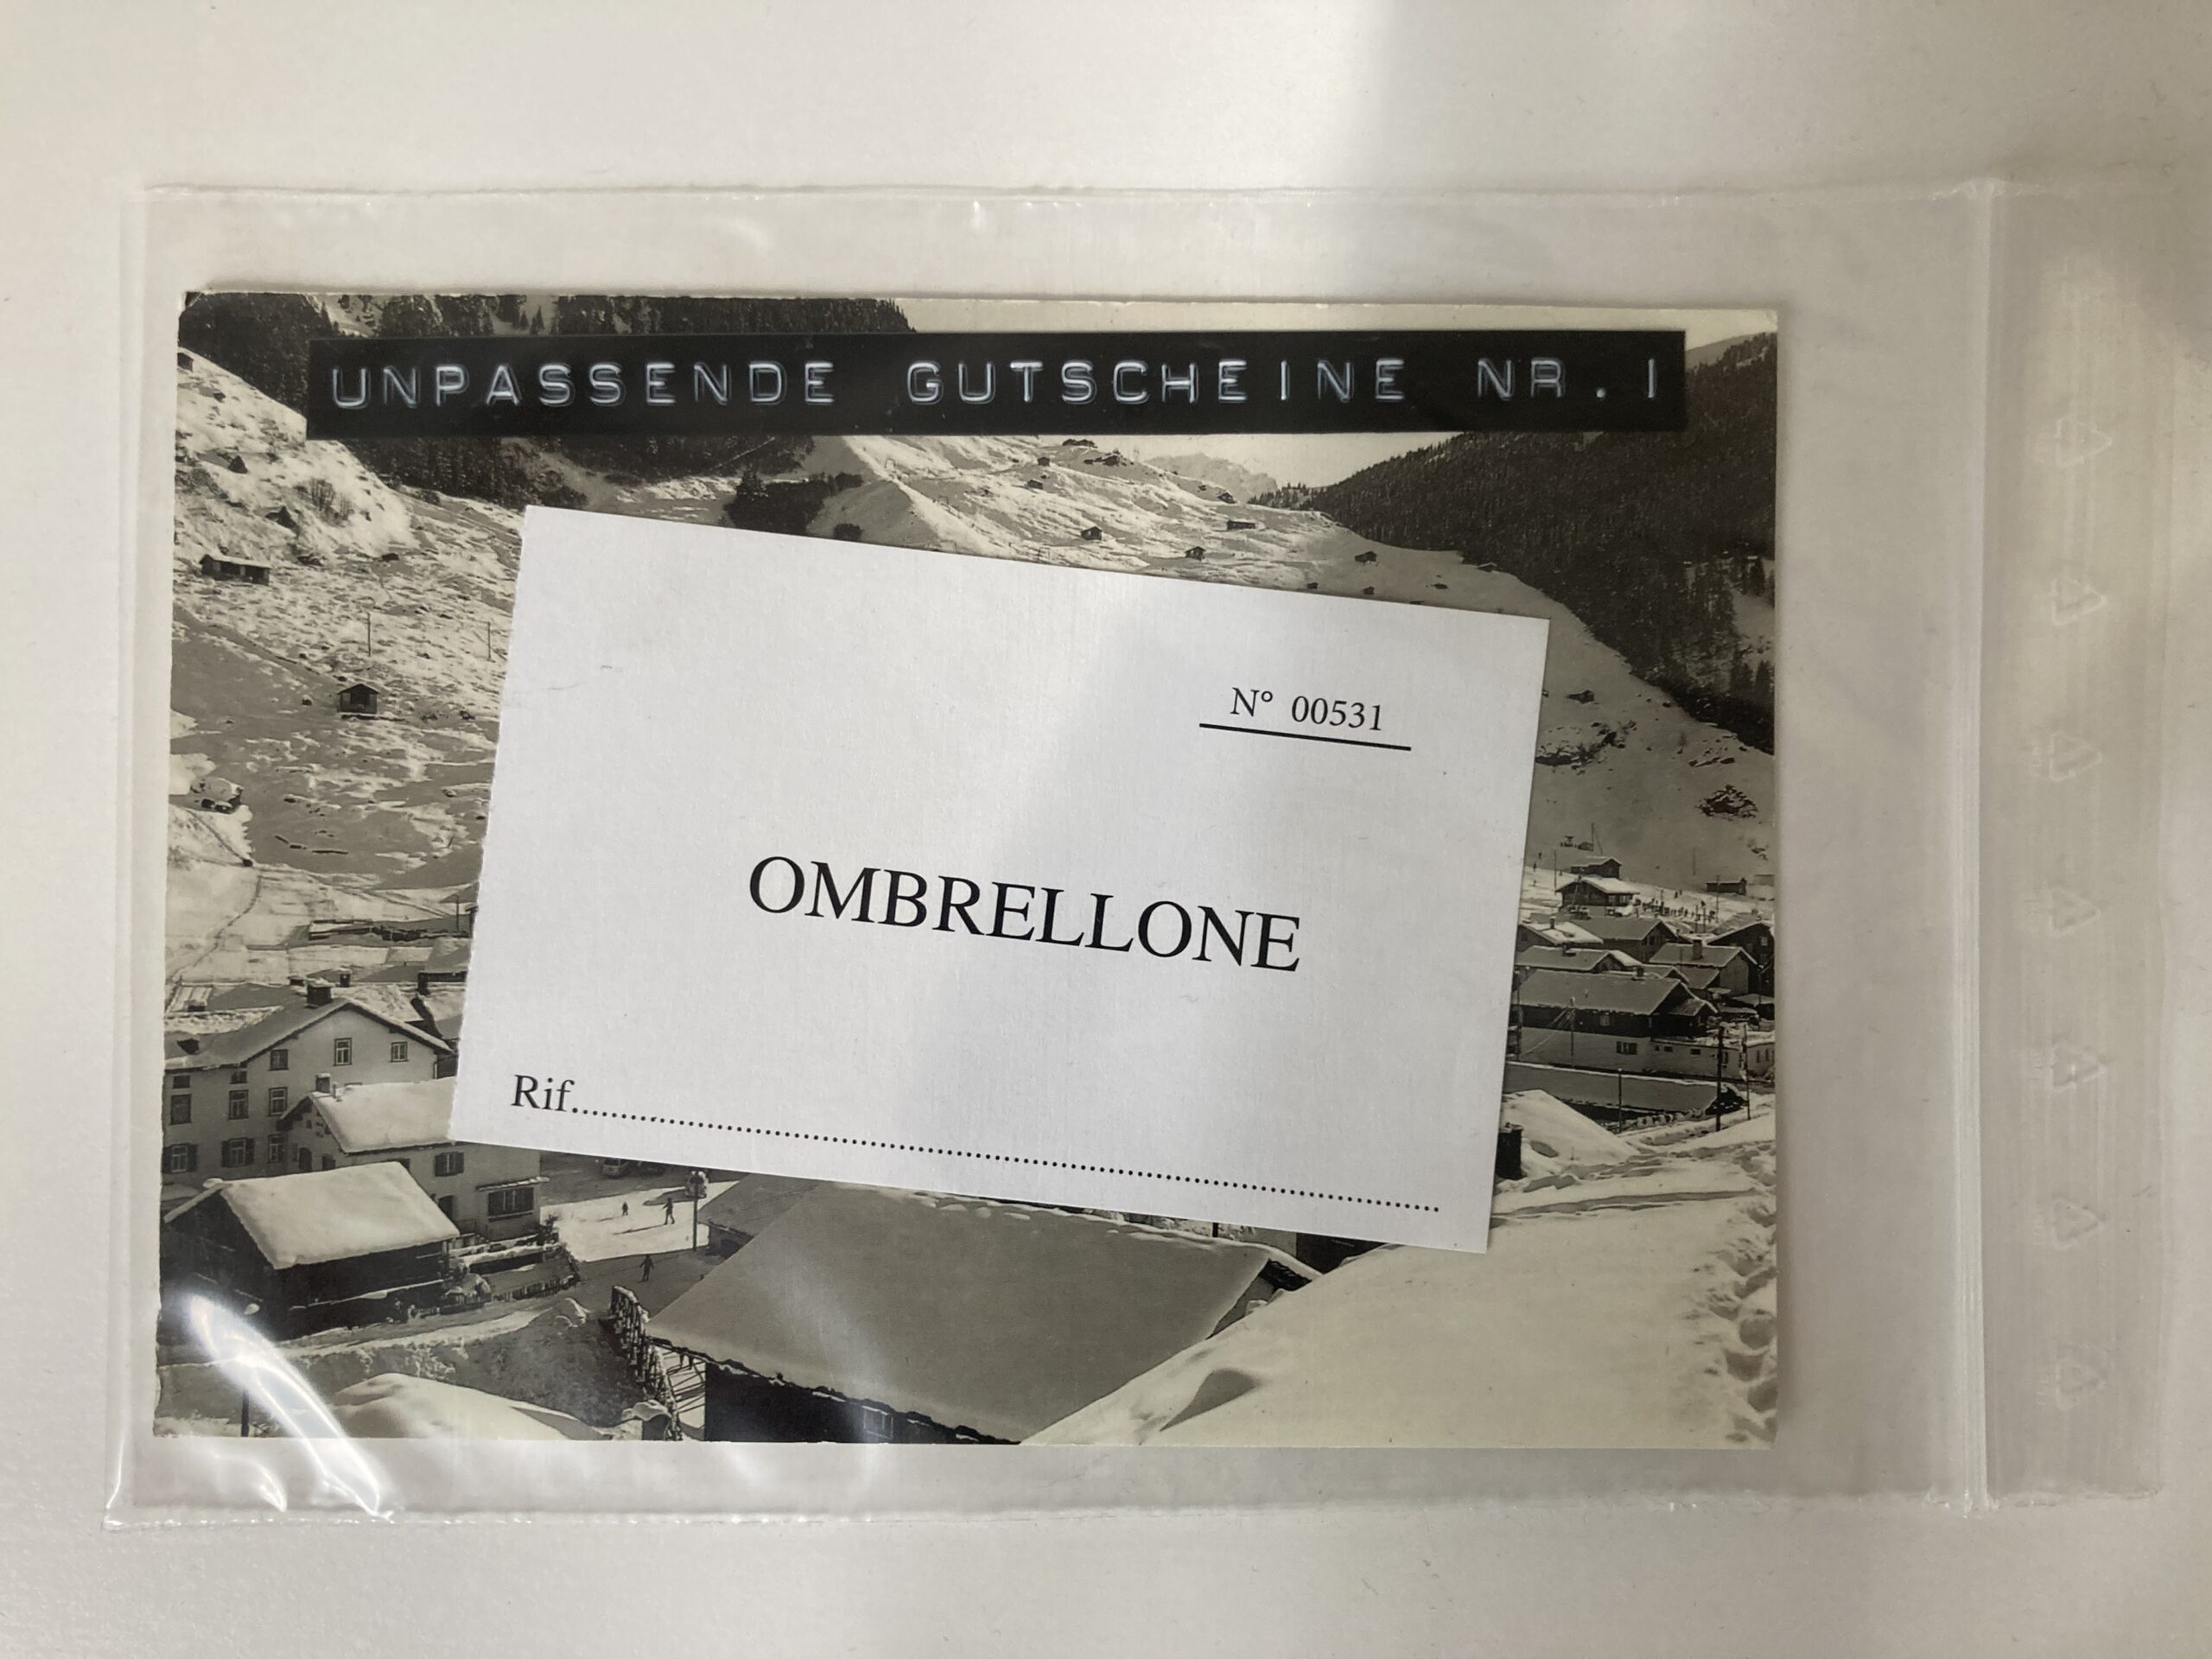 UNPASSENDE GUTSCHEINE NR. 1
N° 00531
OMBRELLONE
Rif...............................................................................................